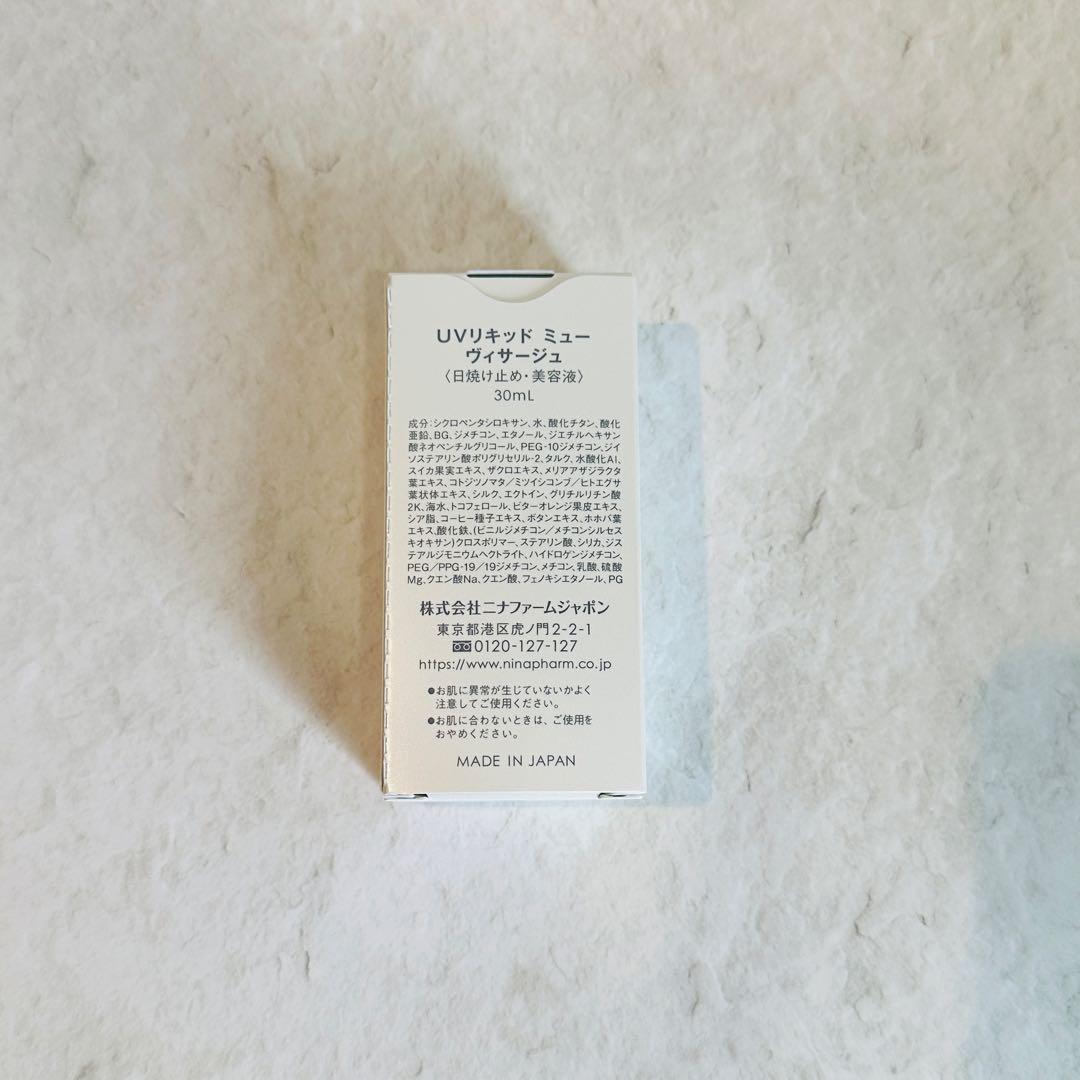 UVリキッド ミュー
ヴィサージュ
〈日焼け止め・美容液〉
30mL
成分:シクロペンタシロキサン、水、酸化チタン、酸化
亜鉛、BG、ジメチコン、エタノール、ジエチルヘキサン
酸ネオペンチルグリコール、PEG-10ジメチコン、ジイ
ソステアリン酸ポリグリセリル-2、タルク、水酸化Al、
スイカ果実エキス、ザクロエキス、メリアアザジラクタ
葉エキス、コトジツノマタ/ミツイシコンブ/ヒトエグサ
葉状体エキス、シルク、エクトイン、グリチルリチン酸
2K、海水、トコフェロール、ビターオレンジ果皮エキス、
シア脂、コーヒー種子エキス、ボタンエキス、ホホバ葉
エキス、酸化鉄、(ビニルジメチコン/メチコンシルセス
キオキサン)クロスポリマー、ステアリン酸、シリカ、ジス
テアルジモニウムヘクトライト、ハイドロゲンジメチコン、
PEG/PPG-19/19ジメチコン、メチコン、乳酸、硫酸
Mg、クエン酸Na、クエン酸、フェノキシエタノール、PG
株式会社ニナファームジャポン
東京都港区虎ノ門2-2-1
0120-127-127
https://www.ninapharm.co.jp
●お肌に異常が生じていないかよく
注意してご使用ください。
●お肌に合わないときは、ご使用を
おやめください。
MADE IN JAPAN